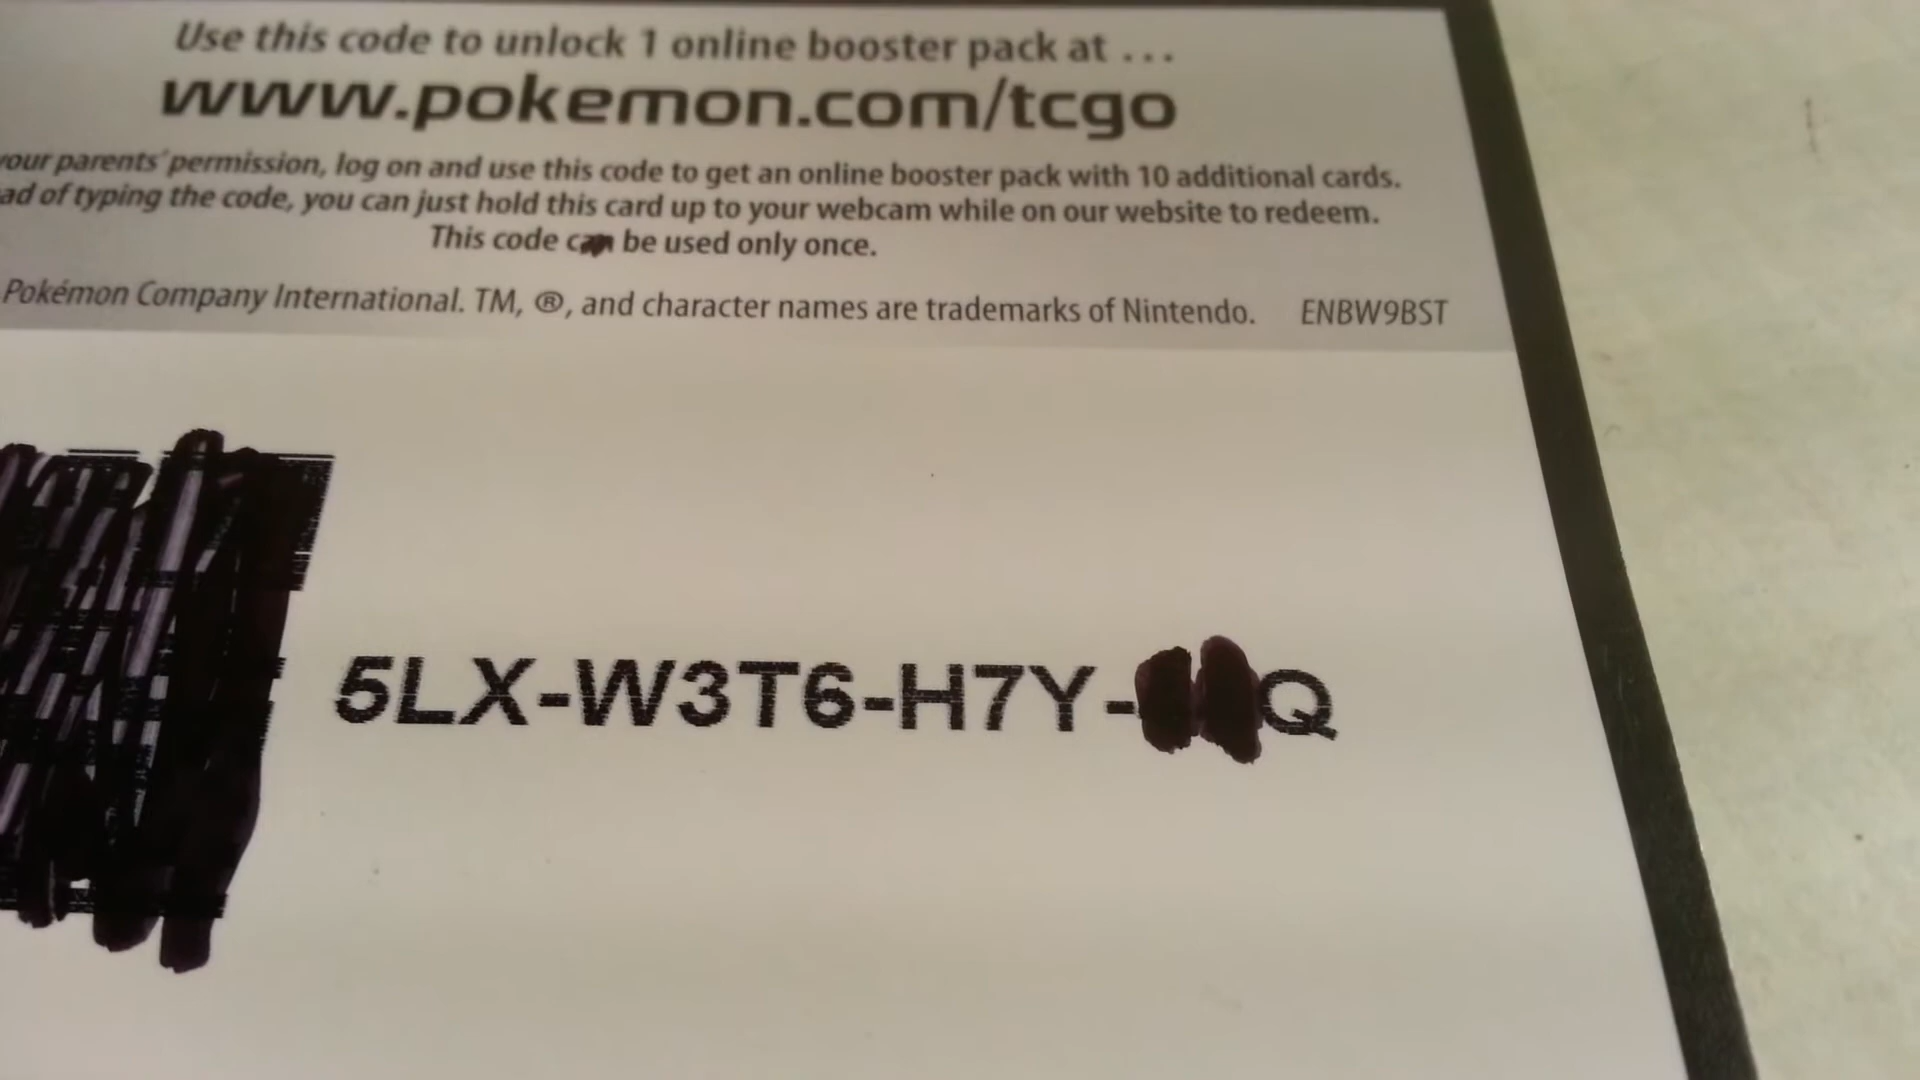 Use this code to unlock 1 online booster pack at ...
www.pokemon.com/tcgo
your parents' permission, log on and use this code to get an online booster pack with 10 additional cards.
ad of typing the code, you can just hold this card up to your webcam while on our website to redeem.
This code can be used only once.
Pokémon Company International. TM, ®, and character names are trademarks of Nintendo. ENBW9BST
5LX-W3T6-H7Y- Q